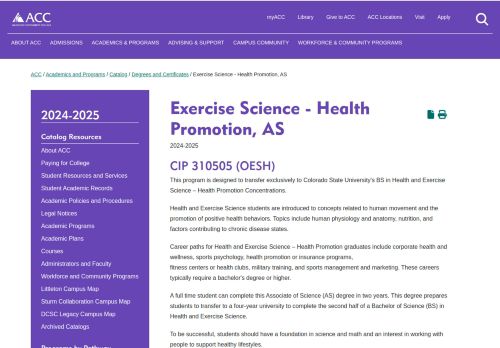 ACC
myACC Library Give to ACC ACC Locations Visit Apply
ABOUT ACC ADMISSIONS ACADEMICS & PROGRAMS ADVISING & SUPPORT CAMPUS COMMUNITY WORKFORCE & COMMUNITY PROGRAMS
ACC / Academics and Programs / Catalog / Degrees and Certificates / Exercise Science - Health Promotion, AS
2024-2025
Catalog Resources
About ACC
Paying for College
Student Resources and Services
Student Academic Records
Academic Policies and Procedures
Legal Notices
Academic Programs
Academic Plans
Courses
Administrators and Faculty
Workforce and Community Programs
Littleton Campus Map
Sturm Collaboration Campus Map
DCSC Legacy Campus Map
Archived Catalogs
Programs by Pathway
Exercise Science - Health
Promotion, AS
2024-2025
CIP 310505 (OESH)
This program is designed to transfer exclusively to Colorado State University's BS in Health and Exercise
Science – Health Promotion Concentrations.
Health and Exercise Science students are introduced to concepts related to human movement and the
promotion of positive health behaviors. Topics include human physiology and anatomy, nutrition, and
factors contributing to chronic disease states.
Career paths for Health and Exercise Science – Health Promotion graduates include corporate health and
wellness, sports psychology, health promotion or insurance programs,
fitness centers or health clubs, military training, and sports management and marketing. These careers
typically require a bachelor's degree or higher.
A full time student can complete this Associate of Science (AS) degree in two years. This degree prepares
students to transfer to a four-year university to complete the second half of a Bachelor of Science (BS) in
Health and Exercise Science.
To be successful, students should have a foundation in science and math and an interest in working with
people to support healthy lifestyles.